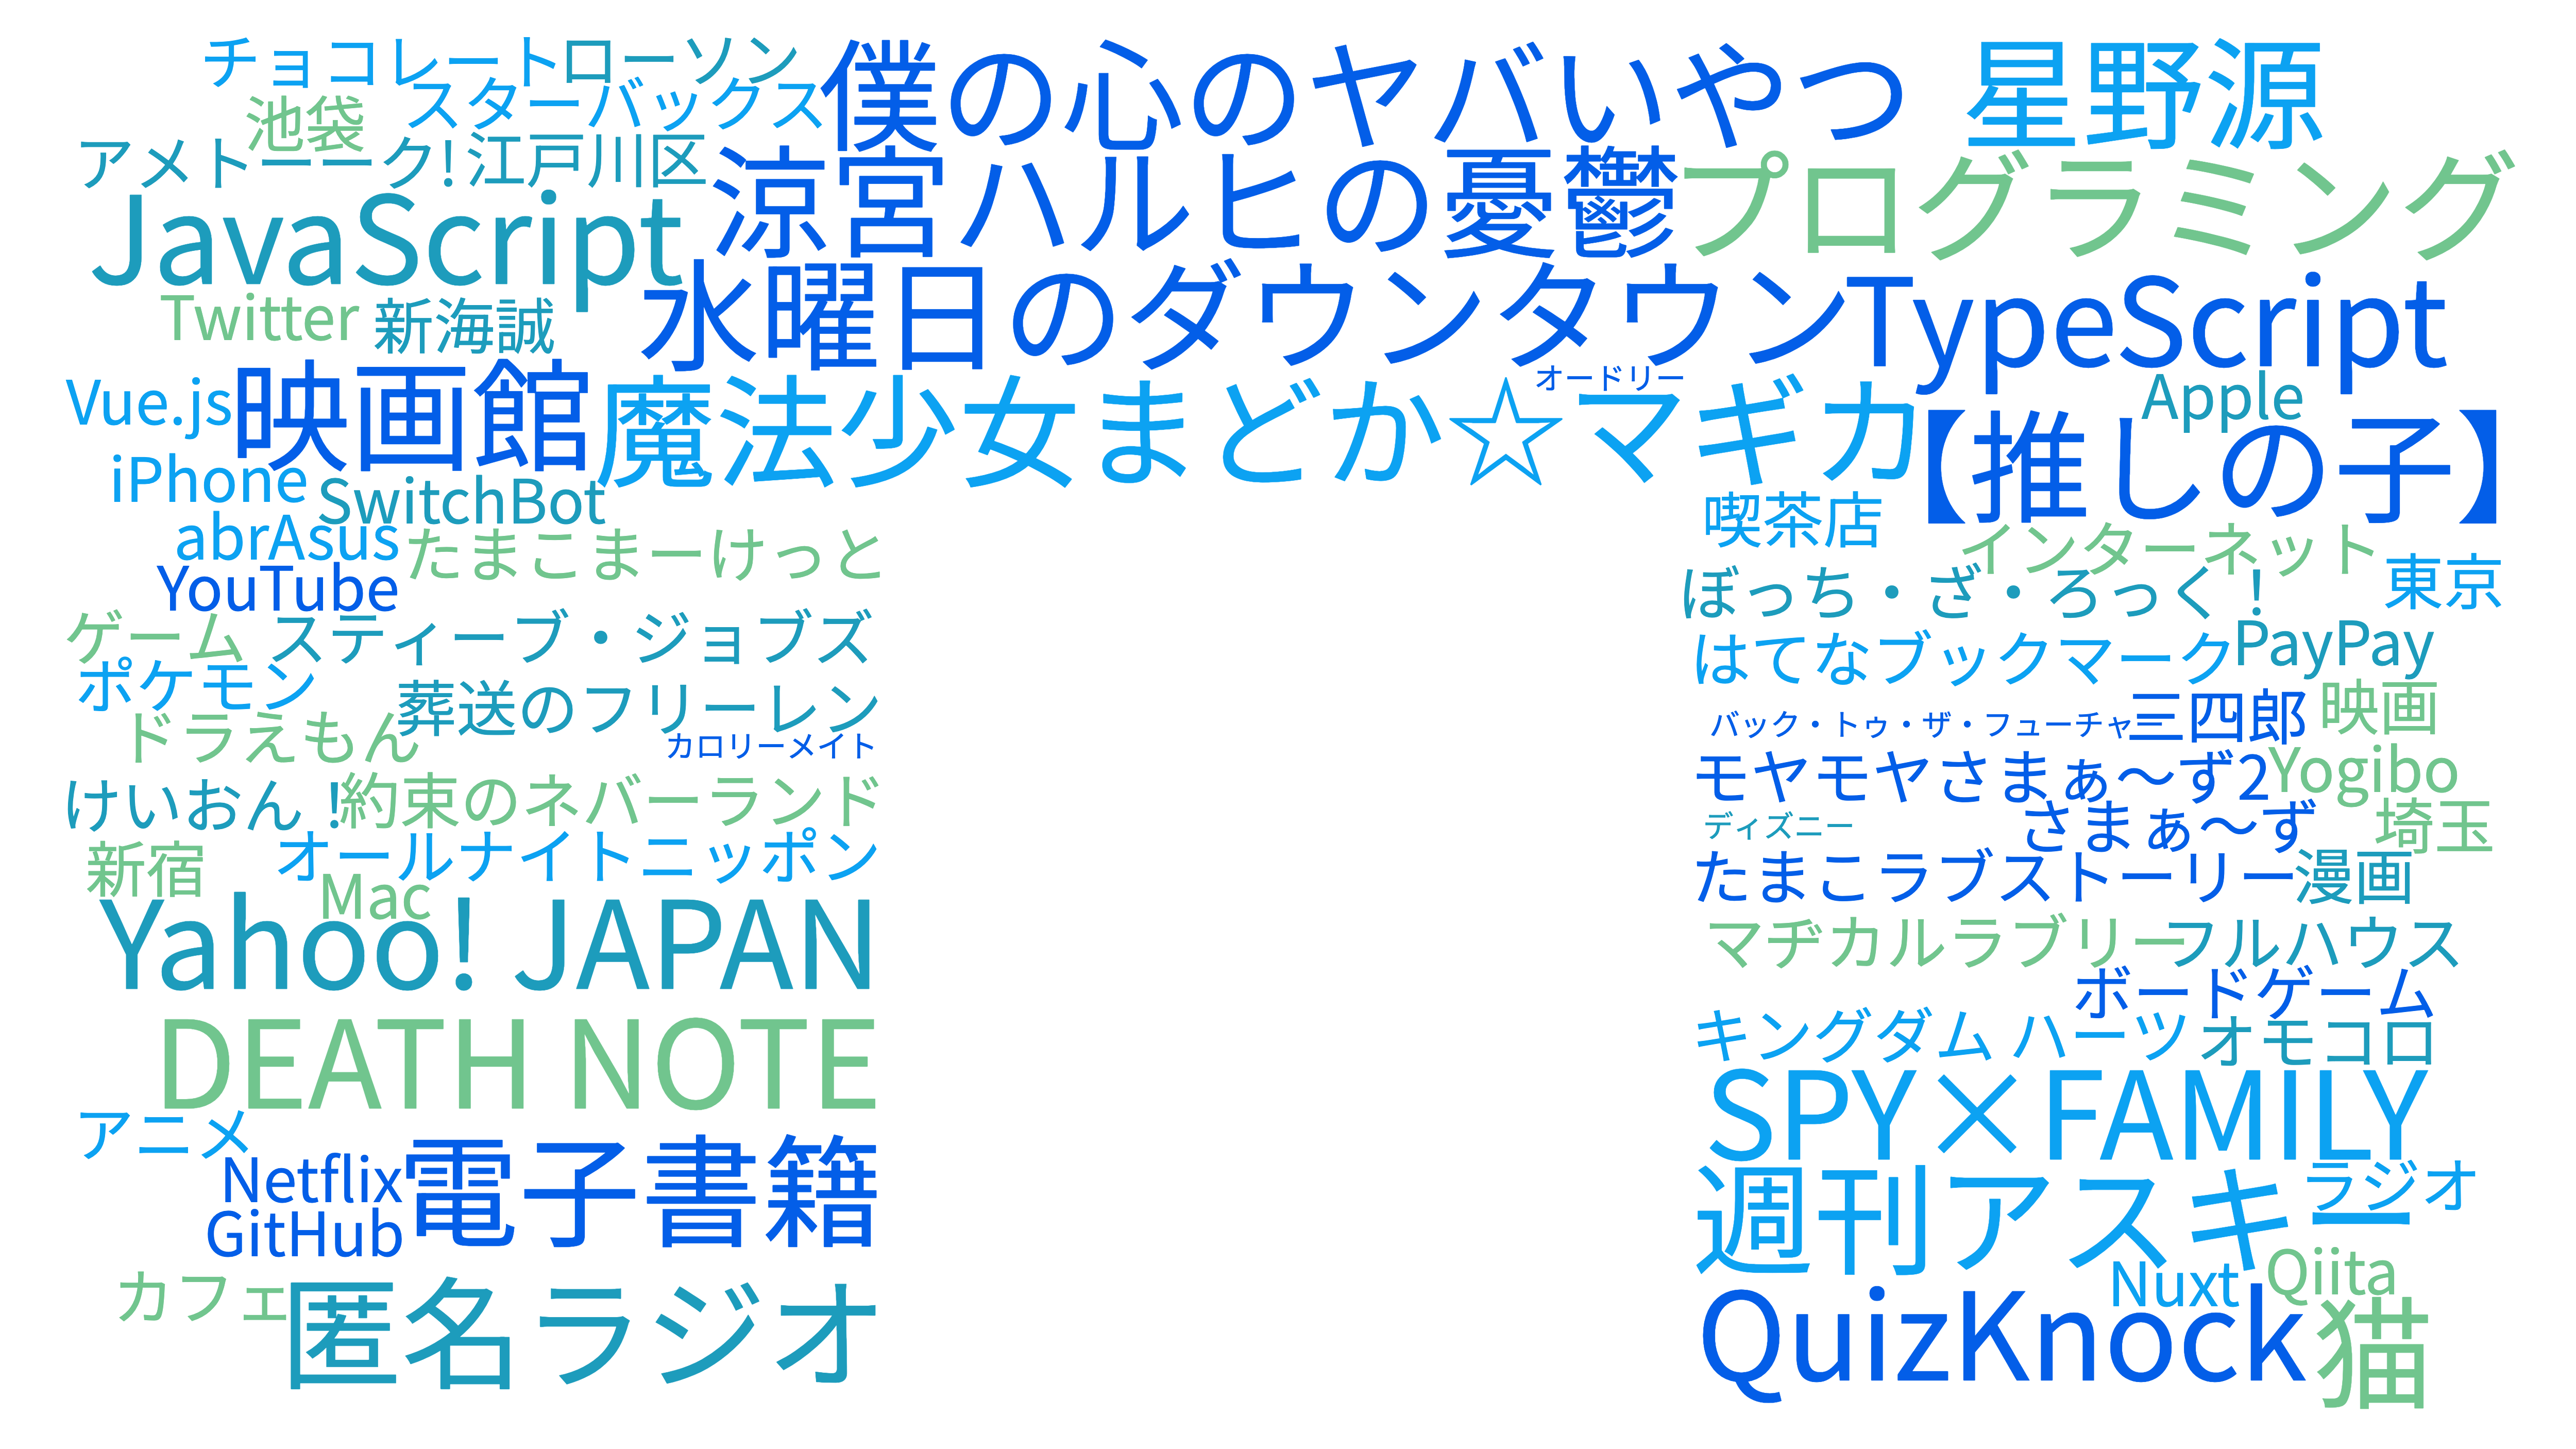 チョコレート
ローソン
僕の心のヤバいやつ
星野源
池袋
スターバックス
アメトーーク!
江戸川区
涼宮ハルヒの憂鬱
プログラミング
JavaScript
水曜日のダウンタウン
TypeScript
Twitter
新海誠
オードリー
Vue.js
映画館
魔法少女まどか☆マギカ
Apple
【推しの子】
iPhone
SwitchBot
喫茶店
abrAsus
たまこまーけっと
インターネット
YouTube
ぼっち・ざ・ろっく！
東京
ゲーム
スティーブ・ジョブズ
はてなブックマーク
PayPay
ポケモン
葬送のフリーレン
バック・トゥ・ザ・フューチャー
三四郎
映画
ドラえもん
カロリーメイト
モヤモヤさまぁ～ず2
Yogibo
けいおん！
約束のネバーランド
ディズニー
さまぁ～ず
埼玉
新宿
オールナイトニッポン
たまこラブストーリー
漫画
Mac
Yahoo! JAPAN
マヂカルラブリー
フルハウス
ボードゲーム
DEATH NOTE
キングダム ハーツ
オモコロ
アニメ
SPY×FAMILY
Netflix
電子書籍
週刊アスキー
ラジオ
GitHub
カフェ
匿名ラジオ
Nuxt
Qiita
QuizKnock
猫